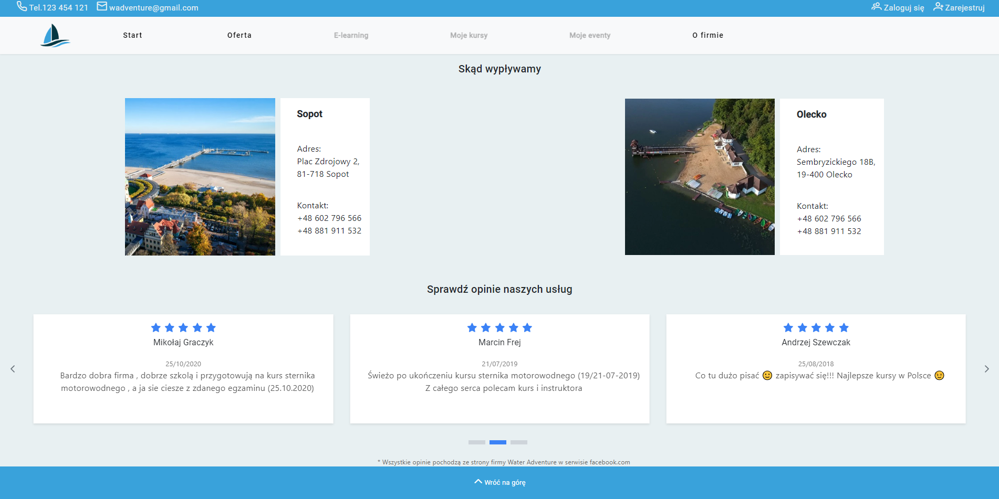 Tel.123 454 121 wadventure@gmail.com Zaloguj się Zarejestruj
Start Oferta E-learning Moje kursy Moje eventy O firmie
Skąd wypływamy
Sopot
Adres:
Plac Zdrojowy 2,
81-718 Sopot
Kontakt:
+48 602 796 566
+48 881 911 532
Olecko
Adres:
Sembryzickiego 18B,
19-400 Olecko
Kontakt:
+48 602 796 566
+48 881 911 532
Sprawdź opinie naszych usług
Mikołaj Graczyk
25/10/2020
Bardzo dobra firma , dobrze szkolą i przygotowują na kurs sternika
motorowodnego , a ja sie ciesze z zdanego egzaminu (25.10.2020)
Marcin Frej
21/07/2019
Świeżo po ukończeniu kursu sternika motorowodnego (19/21-07-2019)
Z całego serca polecam kurs i instruktora
Andrzej Szewczak
25/08/2018
Co tu dużo pisać 🙂 zapisywać się!!! Najlepsze kursy w Polsce 😉
* Wszystkie opinie pochodzą ze strony firmy Water Adventure w serwisie facebook.com
Wróć na górę